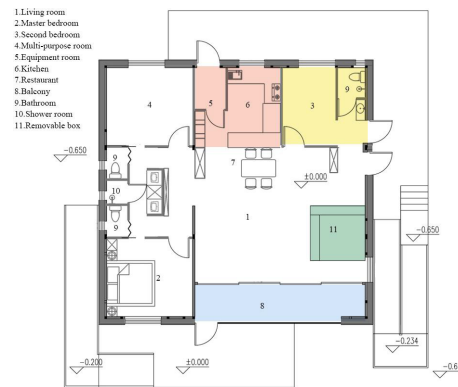 1.Living room
2.Master bedroom
3.Second bedroom
4.Multi-purpose room
5.Equipment room
6.Kitchen
7.Restaurant
8.Balcony
9.Bathroom
10.Shower room
11.Removable box
4
5
6
3
9
-0.650
9
7
±0.000
10
9
1
11
-0.650
2
8
-0.234
-0.200
±0.000
-0.6